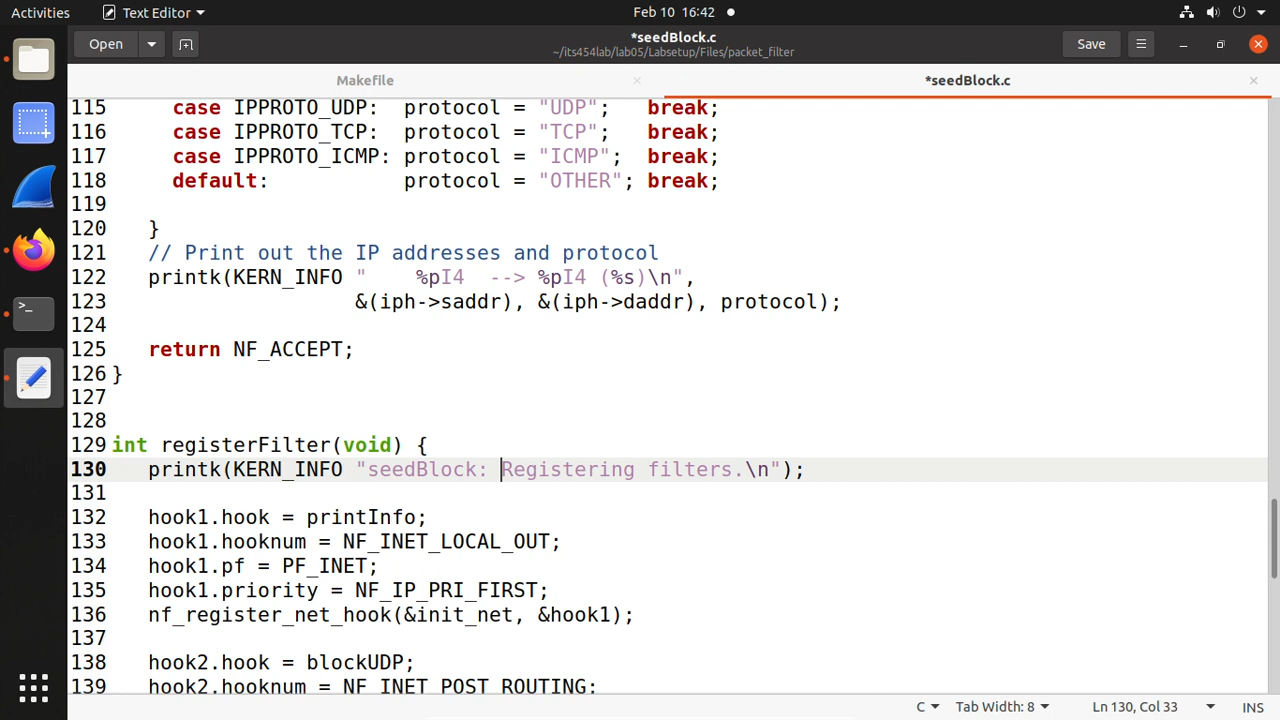 Activities
Text Editor
Feb 10 16:42
Open
*seedBlock.c
~/its454lab/lab05/Labsetup/Files/packet_filter
Save
Makefile
*seedBlock.c
115 case IPPROTO_UDP: protocol = "UDP"; break;
116 case IPPROTO_TCP: protocol = "TCP"; break;
117 case IPPROTO_ICMP: protocol = "ICMP"; break;
118 default: protocol = "OTHER"; break;
119
120 }
121 // Print out the IP addresses and protocol
122 printk(KERN_INFO " %pI4 --> %pI4 (%s)\n",
123 &(iph->saddr), &(iph->daddr), protocol);
124
125 return NF_ACCEPT;
126 }
127
128
129 int registerFilter(void) {
130 printk(KERN_INFO "seedBlock: Registering filters.\n");
131
132 hook1.hook = printInfo;
133 hook1.hooknum = NF_INET_LOCAL_OUT;
134 hook1.pf = PF_INET;
135 hook1.priority = NF_IP_PRI_FIRST;
136 nf_register_net_hook(&init_net, &hook1);
137
138 hook2.hook = blockUDP;
139 hook2.hooknum = NF_INET_POST_ROUTING;
C
Tab Width: 8
Ln 130, Col 33
INS